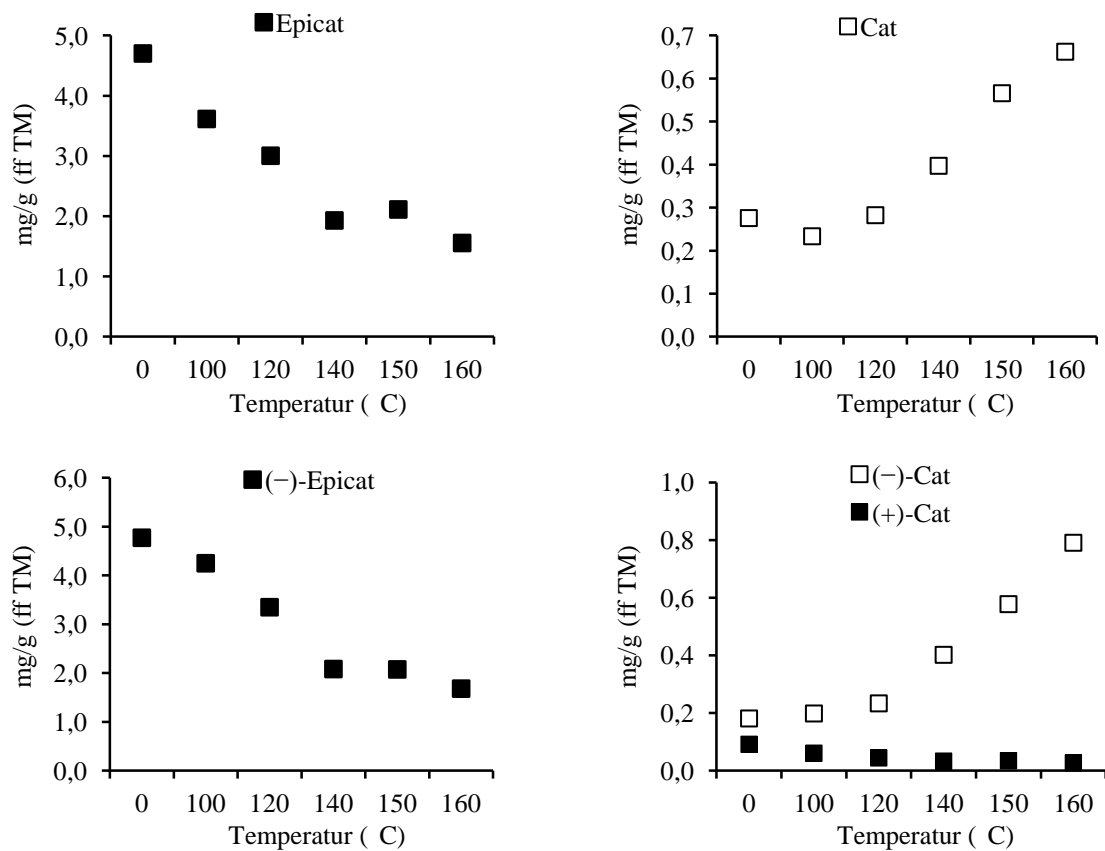 Epicat
5,0
4,0
3,0
2,0
1,0
0,0
mg/g (ff TM)
0 100 120 140 150 160
Temperatur ( C)
Cat
0,7
0,6
0,5
0,4
0,3
0,2
0,1
0,0
mg/g (ff TM)
0 100 120 140 150 160
Temperatur ( C)
(−)-Epicat
6,0
5,0
4,0
3,0
2,0
1,0
0,0
mg/g (ff TM)
0 100 120 140 150 160
Temperatur ( C)
(−)-Cat
(+)-Cat
1,0
0,8
0,6
0,4
0,2
0,0
mg/g (ff TM)
0 100 120 140 150 160
Temperatur ( C)